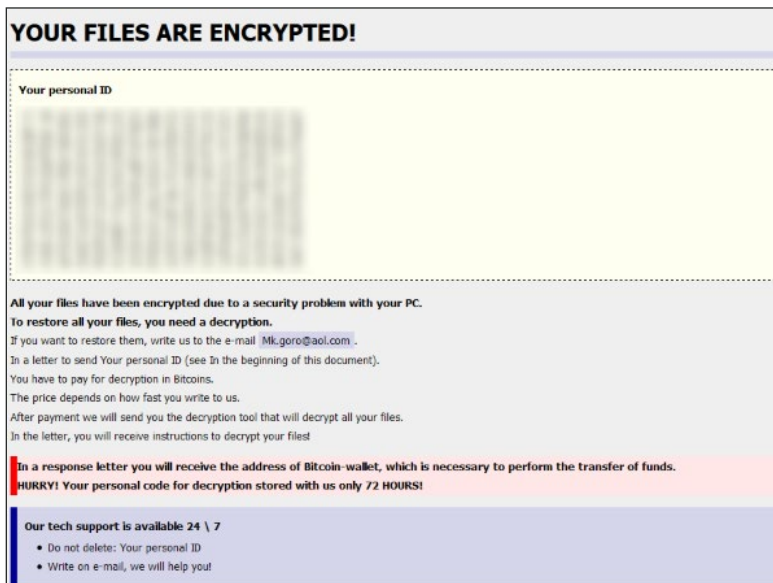 YOUR FILES ARE ENCRYPTED!
Your personal ID
All your files have been encrypted due to a security problem with your PC.
To restore all your files, you need a decryption.
If you want to restore them, write us to the e-mail Mk.goro@aol.com .
In a letter to send Your personal ID (see In the beginning of this document).
You have to pay for decryption in Bitcoins.
The price depends on how fast you write to us.
After payment we will send you the decryption tool that will decrypt all your files.
In the letter, you will receive instructions to decrypt your files!
In a response letter you will receive the address of Bitcoin-wallet, which is necessary to perform the transfer of funds.
HURRY! Your personal code for decryption stored with us only 72 HOURS!
Our tech support is available 24 \ 7
• Do not delete: Your personal ID
• Write on e-mail, we will help you!